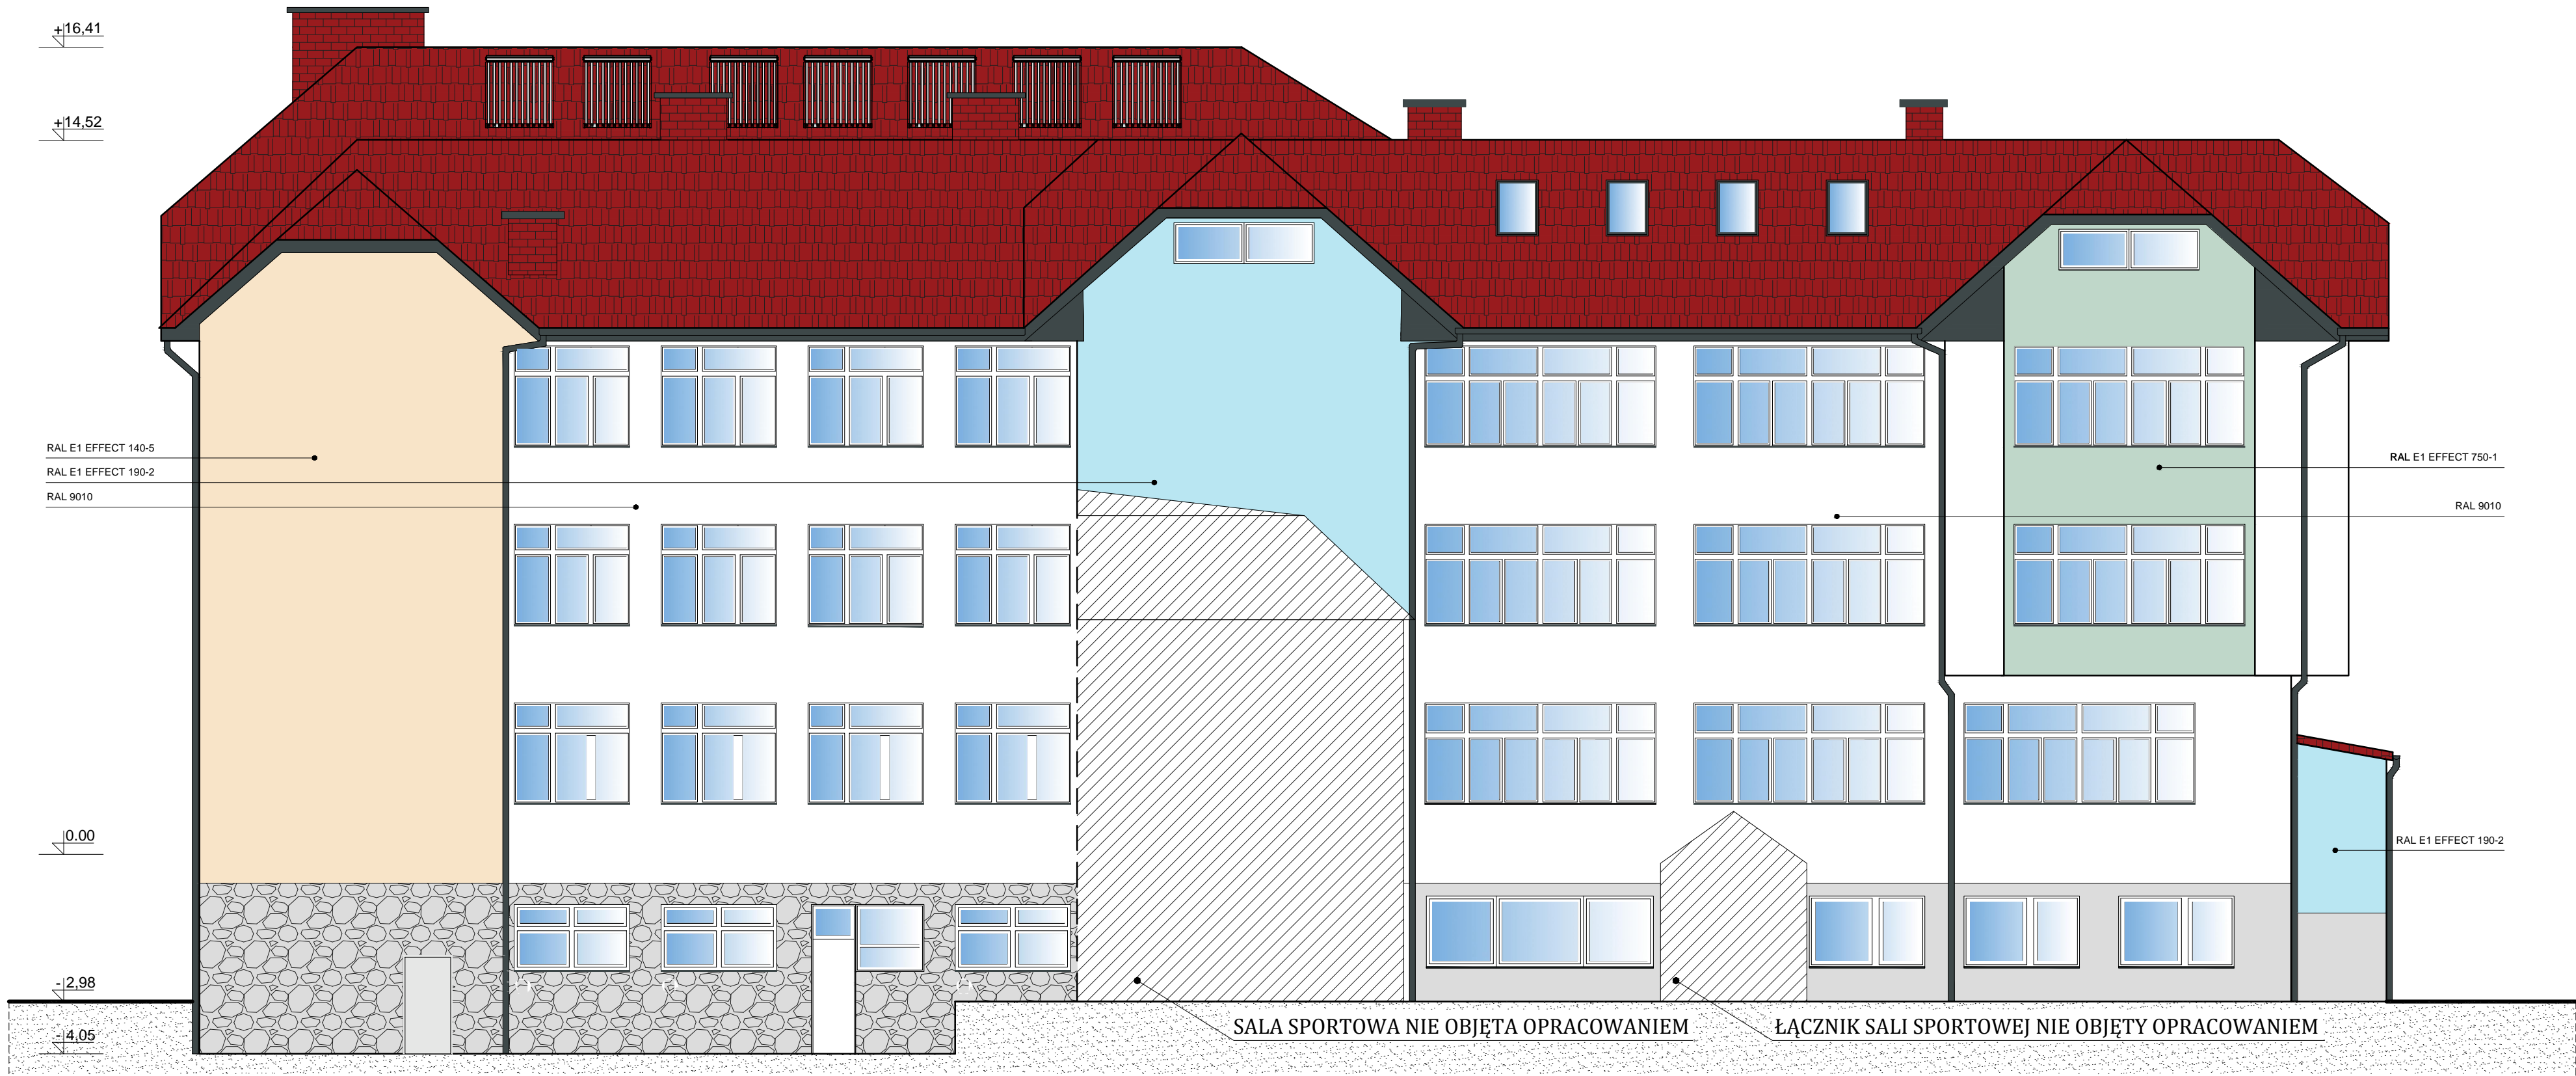 +16,41
+14,52
RAL E1 EFFECT 140-5
RAL E1 EFFECT 190-2
RAL 9010
RAL E1 EFFECT 750-1
RAL 9010
0.00
RAL E1 EFFECT 190-2
- 2,98
- 4,05
SALA SPORTOWA NIE OBJĘTA OPRACOWANIEM
ŁĄCZNIK SALI SPORTOWEJ NIE OBJĘTY OPRACOWANIEM